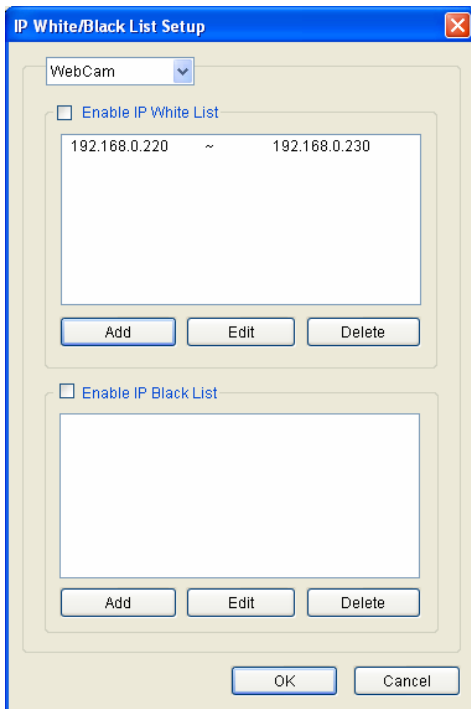 IP White/Black List Setup
WebCam
Enable IP White List
192.168.0.220 ~ 192.168.0.230
Add Edit Delete
Enable IP Black List
Add Edit Delete
OK Cancel